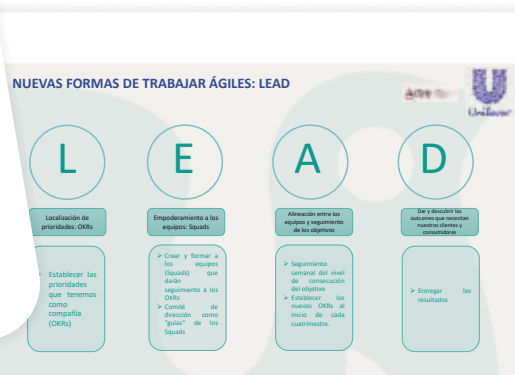 NUEVAS FORMAS DE TRABAJAR ÁGILES: LEAD
Unilever
L
E
A
D
Localización de
prioridades: OKRs
Empoderamiento a los
equipos: Squads
Alineación entre los
equipos y seguimiento
de los objetivos
Dar y descubrir los
outcomes que necesitan
nuestros clientes y
consumidores
Establecer las
prioridades
que tenemos
como
compañía
(OKRs)
➢ Crear y formar a
los equipos
(Squads) que
darán
seguimiento a los
OKRs
➢ Comité de
dirección como
"guías" de los
Squads
➢ Seguimiento
semanal del nivel
de consecución
del objetivo
➢ Establecer los
nuevos OKRs al
inicio de cada
cuatrimestre.
➢ Entregar los
resultados